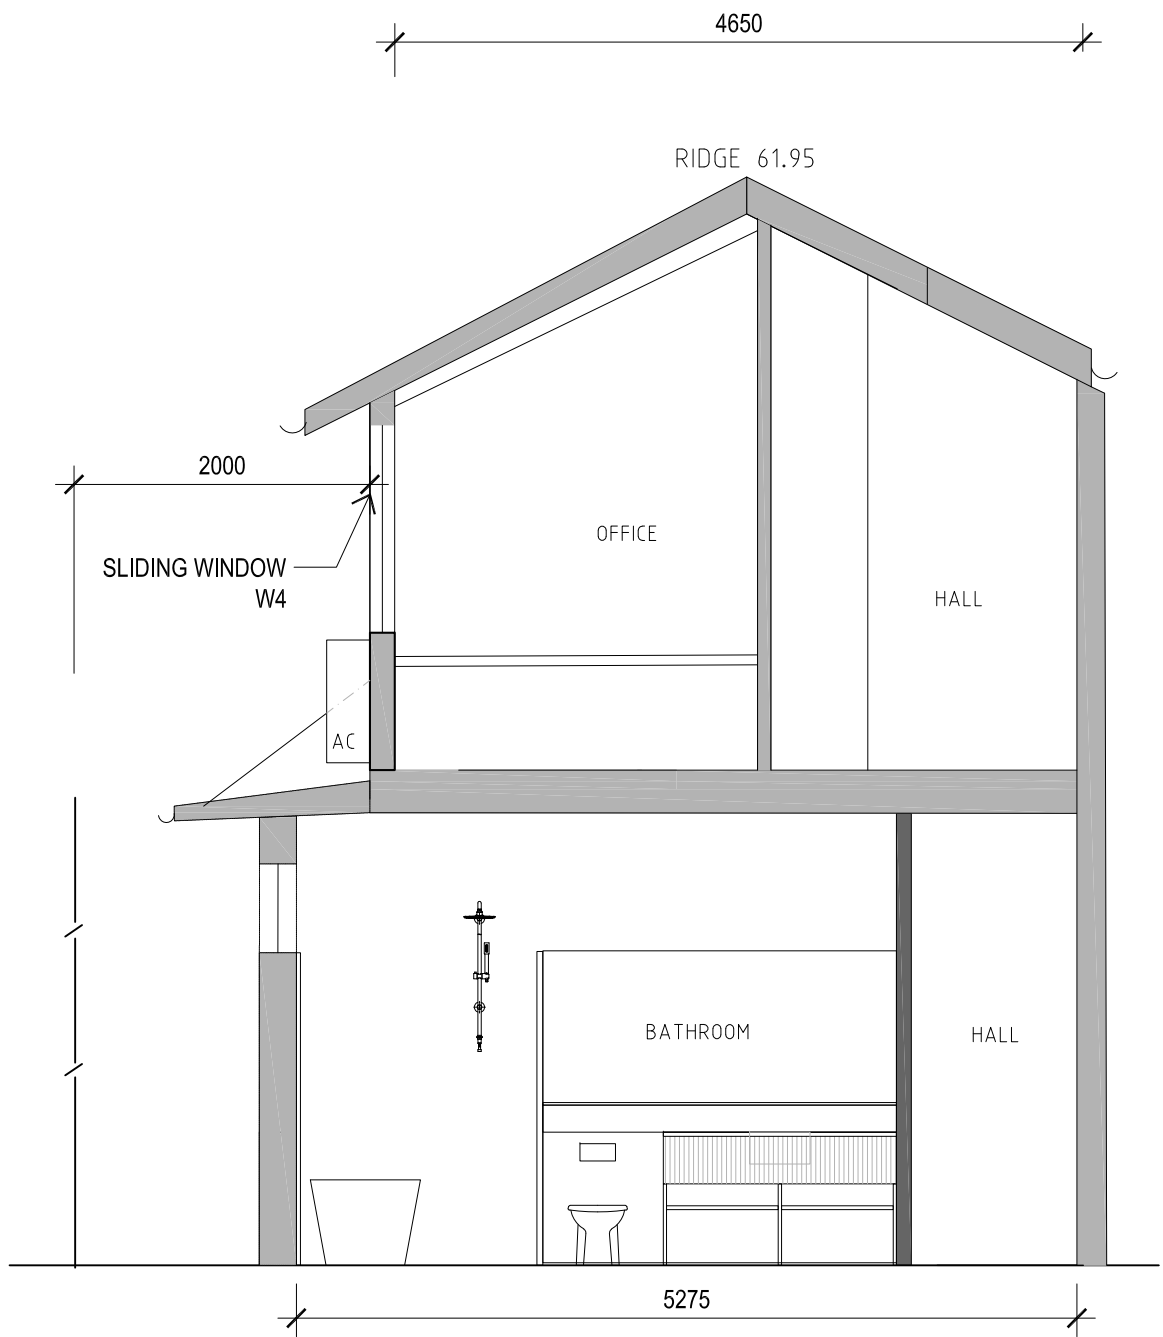 4650
RIDGE 61.95
2000
OFFICE
SLIDING WINDOW
W4
HALL
AC
BATHROOM
HALL
5275